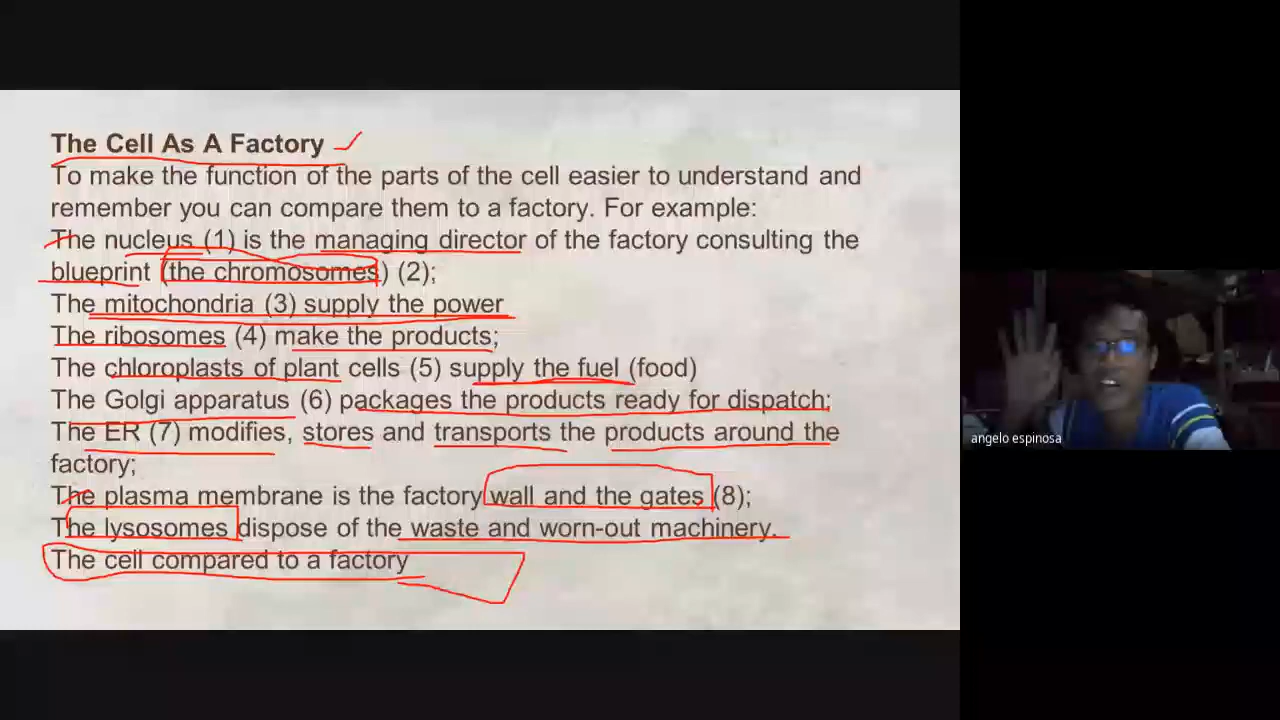 The Cell As A Factory
To make the function of the parts of the cell easier to understand and
remember you can compare them to a factory. For example:
The nucleus (1) is the managing director of the factory consulting the
blueprint (the chromosomes) (2);
The mitochondria (3) supply the power
The ribosomes (4) make the products;
The chloroplasts of plant cells (5) supply the fuel (food)
The Golgi apparatus (6) packages the products ready for dispatch;
The ER (7) modifies, stores and transports the products around the
factory;
The plasma membrane is the factory wall and the gates (8);
The lysosomes dispose of the waste and worn-out machinery.
The cell compared to a factory
angelo espinosa